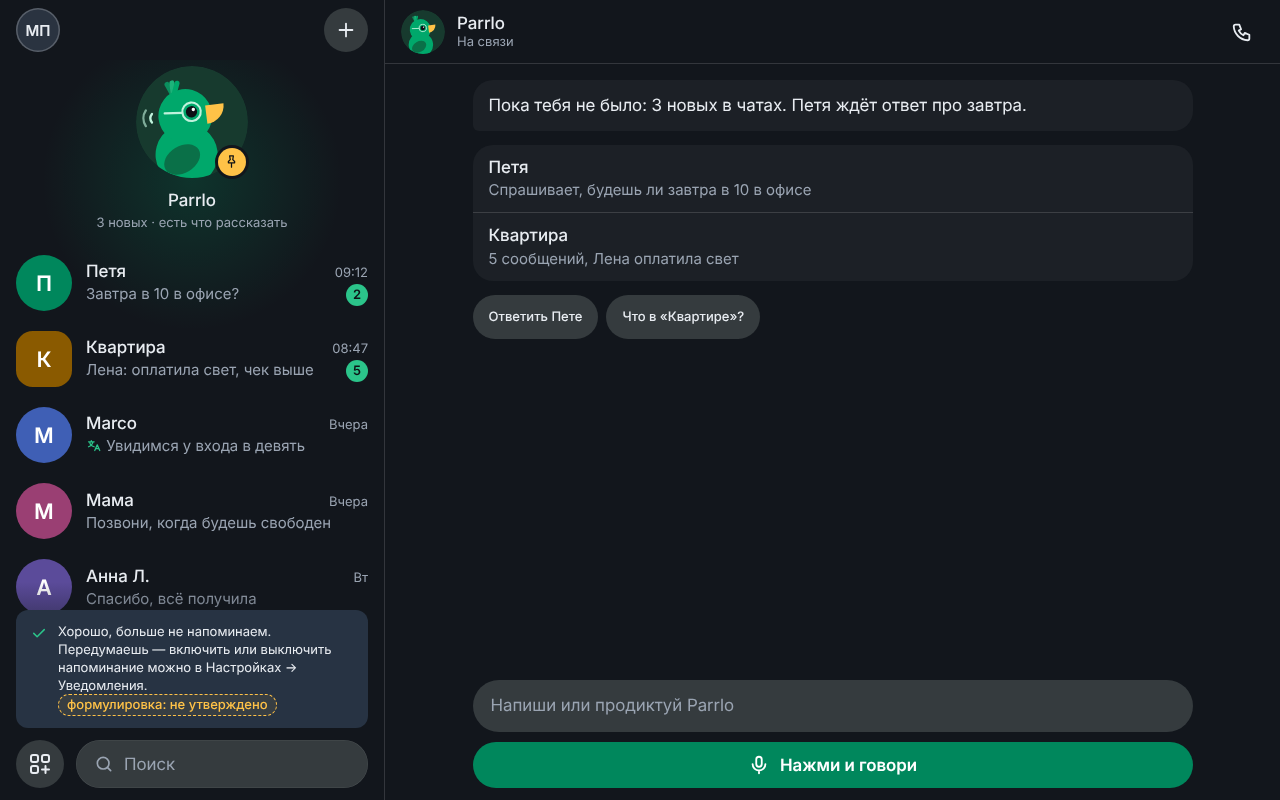 МП
Parrlo
3 новых · есть что рассказать
Петя
09:12
Завтра в 10 в офисе?
2
П
Квартира
08:47
Лена: оплатила свет, чек выше
5
К
Marco
Вчера
Увидимся у входа в девять
M
Мама
Вчера
Позвони, когда будешь свободен
М
Анна Л.
Вт
Спасибо, всё получила
А
Хорошо, больше не напоминаем.
Передумаешь — включить или выключить
напоминание можно в Настройках →
Уведомления.
формулировка: не утверждено
Поиск
Parrlo
На связи
Пока тебя не было: 3 новых в чатах. Петя ждёт ответ про завтра.
Петя
Спрашивает, будешь ли завтра в 10 в офисе
Квартира
5 сообщений, Лена оплатила свет
Ответить Пете
Что в «Квартире»?
Напиши или продиктуй Parrlo
Нажми и говори